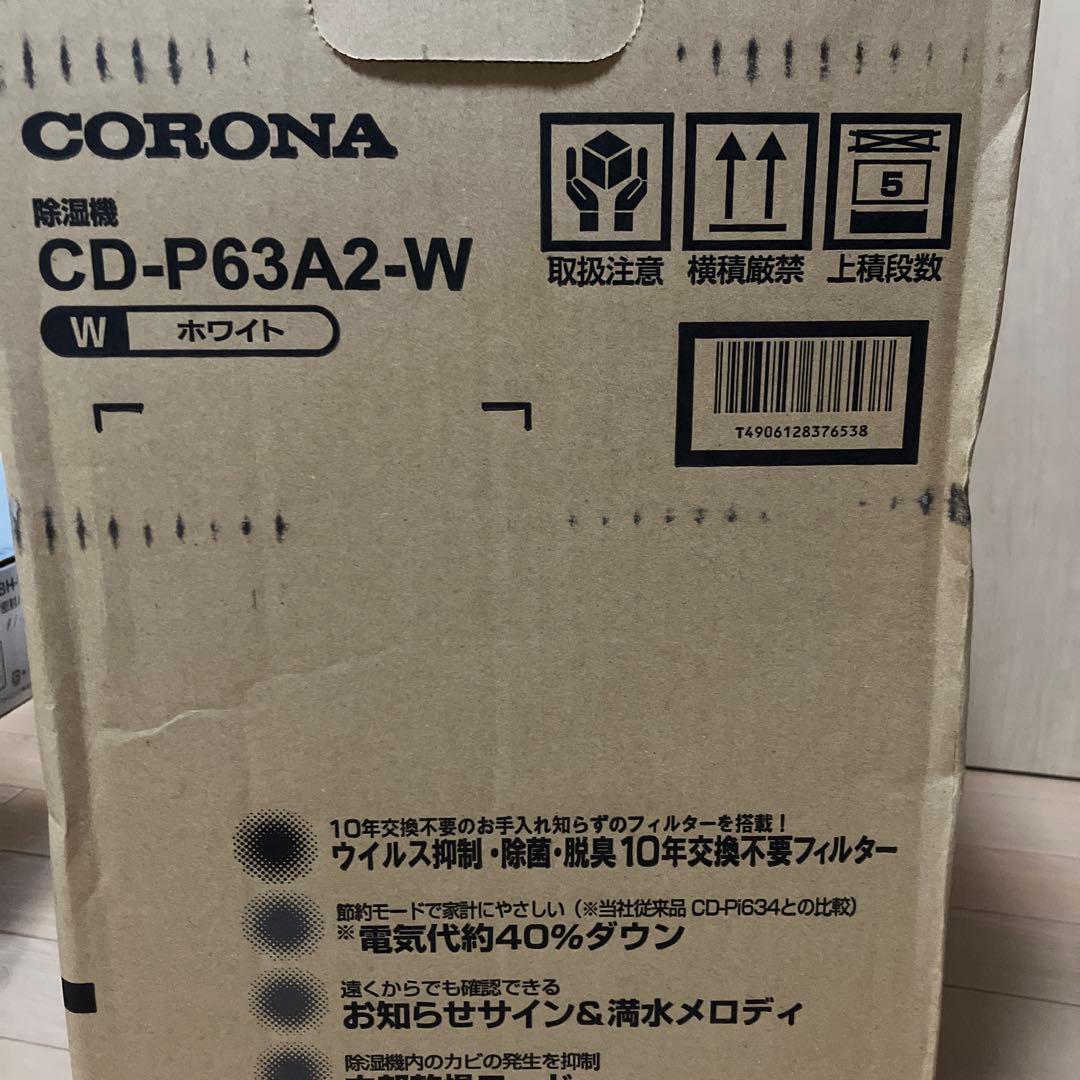 CORONA
除湿機
CD-P63A2-W
W ホワイト
5
取扱注意 横積厳禁 上積段数
T4906128376538
10年交換不要のお手入れ知らずのフィルターを搭載!
ウイルス抑制・除菌・脱臭10年交換不要フィルター
節約モードで家計にやさしい(※当社従来品 CD-Pi634との比較)
※電気代約40%ダウン
遠くからでも確認できる
お知らせサイン&満水メロディ
除湿機内のカビの発生を抑制